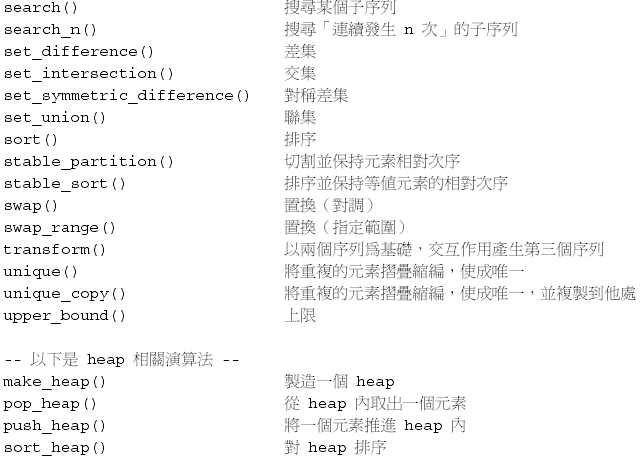 search() 搜尋某個子序列
search_n() 搜尋「連續發生 n 次」的子序列
set_difference() 差集
set_intersection() 交集
set_symmetric_difference() 對稱差集
set_union() 聯集
sort() 排序
stable_partition() 切割並保持元素相對次序
stable_sort() 排序並保持等值元素的相對次序
swap() 置換（對調）
swap_range() 置換（指定範圍）
transform() 以兩個序列為基礎，交互作用產生第三個序列
unique() 將重複的元素摺疊縮編，使成唯一
unique_copy() 將重複的元素摺疊縮編，使成唯一，並複製到他處
upper_bound() 上限
-- 以下是 heap 相關演算法 --
make_heap() 製造一個 heap
pop_heap() 從 heap 內取出一個元素
push_heap() 將一個元素推進 heap 內
sort_heap() 對 heap 排序